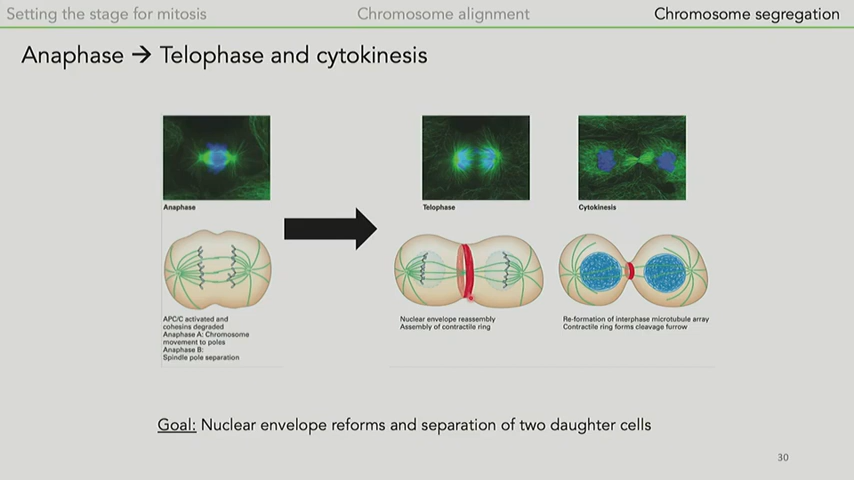 Setting the stage for mitosis
Chromosome alignment
Chromosome segregation
Anaphase → Telophase and cytokinesis
Anaphase
Telophase
Cytokinesis
APC/C activated and
cohesins degraded
Anaphase A: Chromosome
movement to poles
Anaphase B:
Spindle pole separation
Nuclear envelope reassembly
Assembly of contractile ring
Re-formation of interphase microtubule array
Contractile ring forms cleavage furrow
Goal: Nuclear envelope reforms and separation of two daughter cells
30